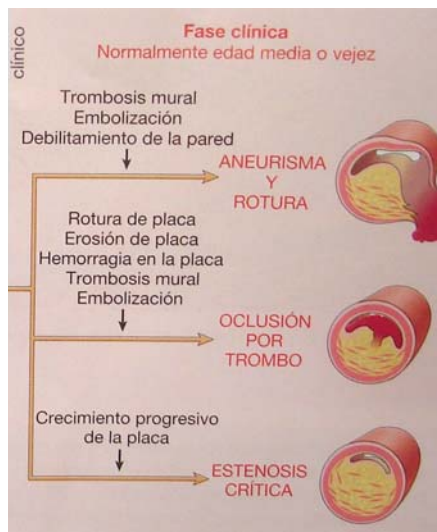 clínico
Fase clínica
Normalmente edad media o vejez
Trombosis mural
Embolización
Debilitamiento de la pared
ANEURISMA
Y
ROTURA
Rotura de placa
Erosión de placa
Hemorragia en la placa
Trombosis mural
Embolización
OCLUSIÓN
POR
TROMBO
Crecimiento progresivo
de la placa
ESTENOSIS
CRÍTICA